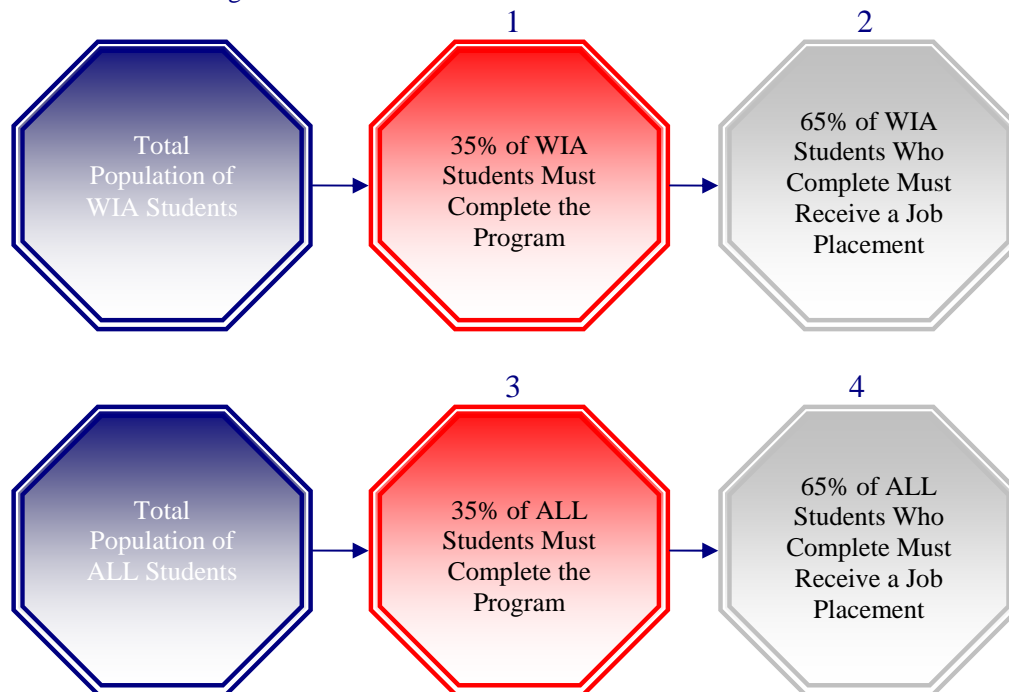 1
2
Total
Population of
WIA Students
35% of WIA
Students Must
Complete the
Program
65% of WIA
Students Who
Complete Must
Receive a Job
Placement
3
4
Total
Population of
ALL Students
35% of ALL
Students Must
Complete the
Program
65% of ALL
Students Who
Complete Must
Receive a Job
Placement